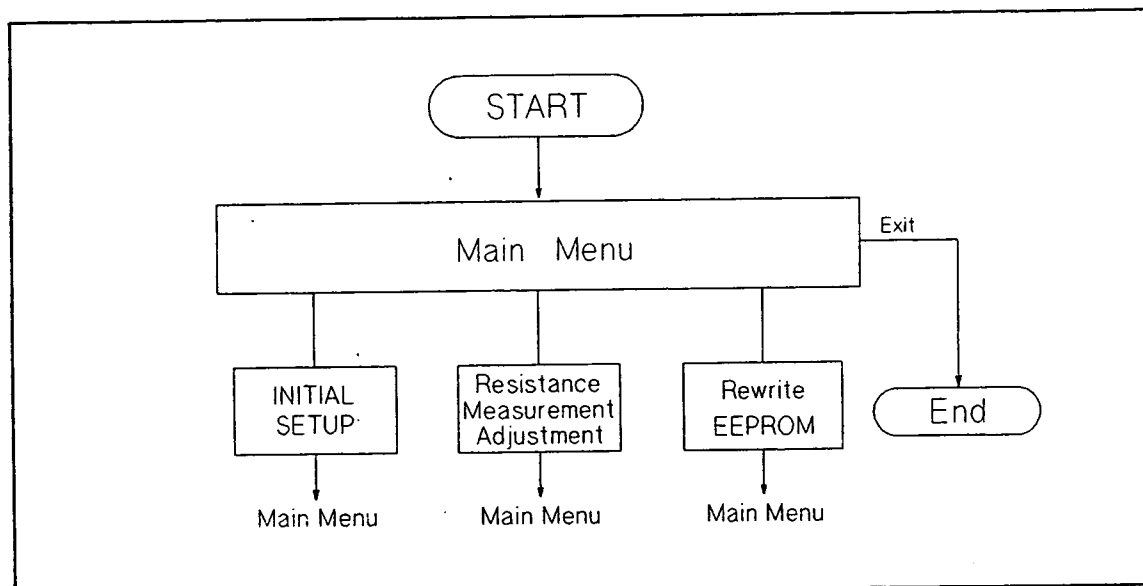 START
Exit
Main Menu
INITIAL
SETUP
Resistance
Measurement
Adjustment
Rewrite
EEPROM
End
Main Menu
Main Menu
Main Menu